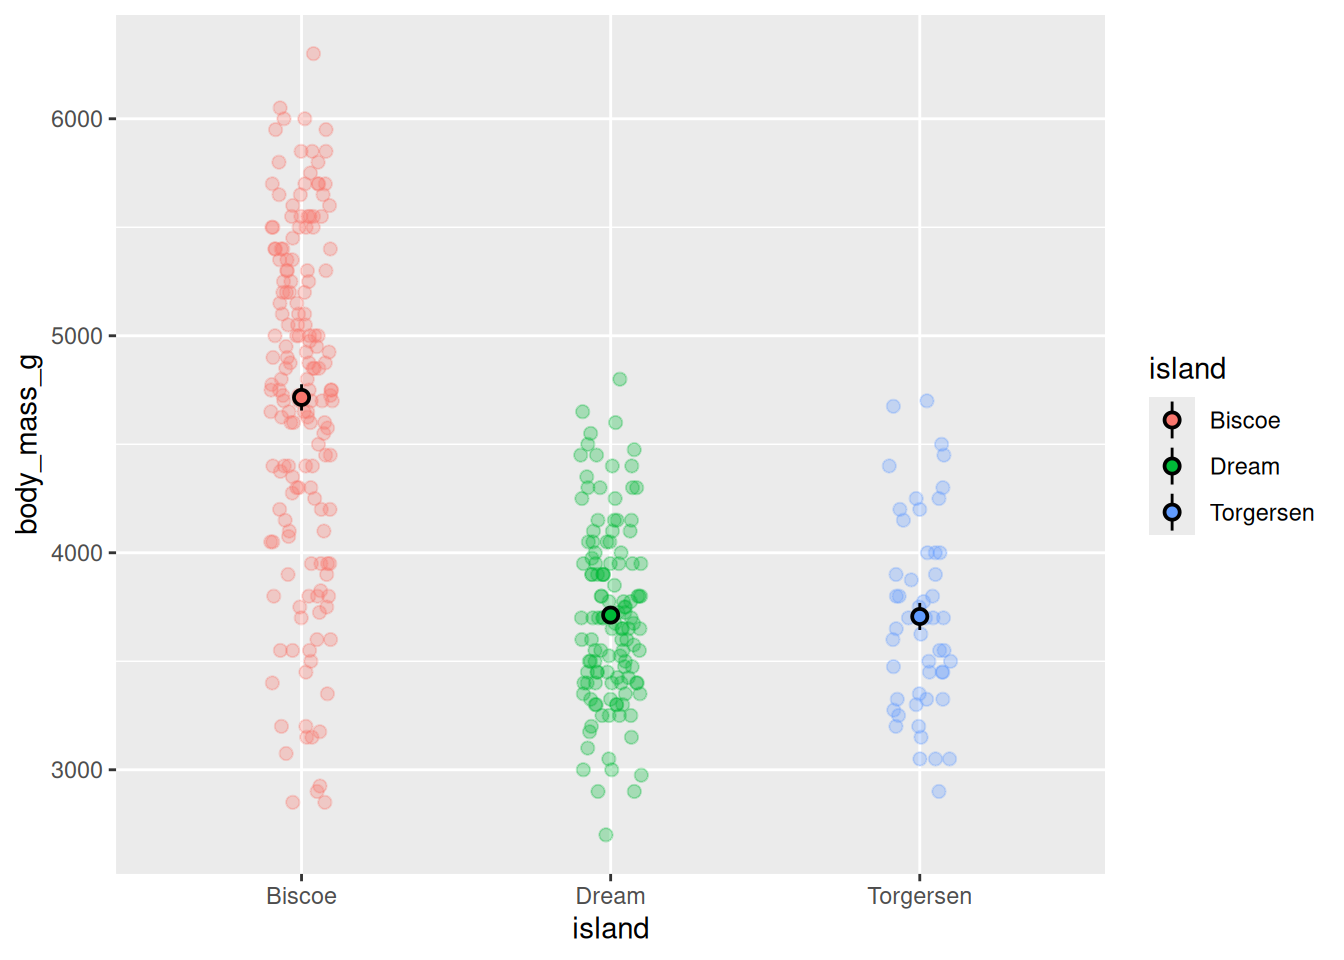 6000
5000
4000
3000
body_mass_g
Biscoe
Dream
Torgersen
island
island
Biscoe
Dream
Torgersen